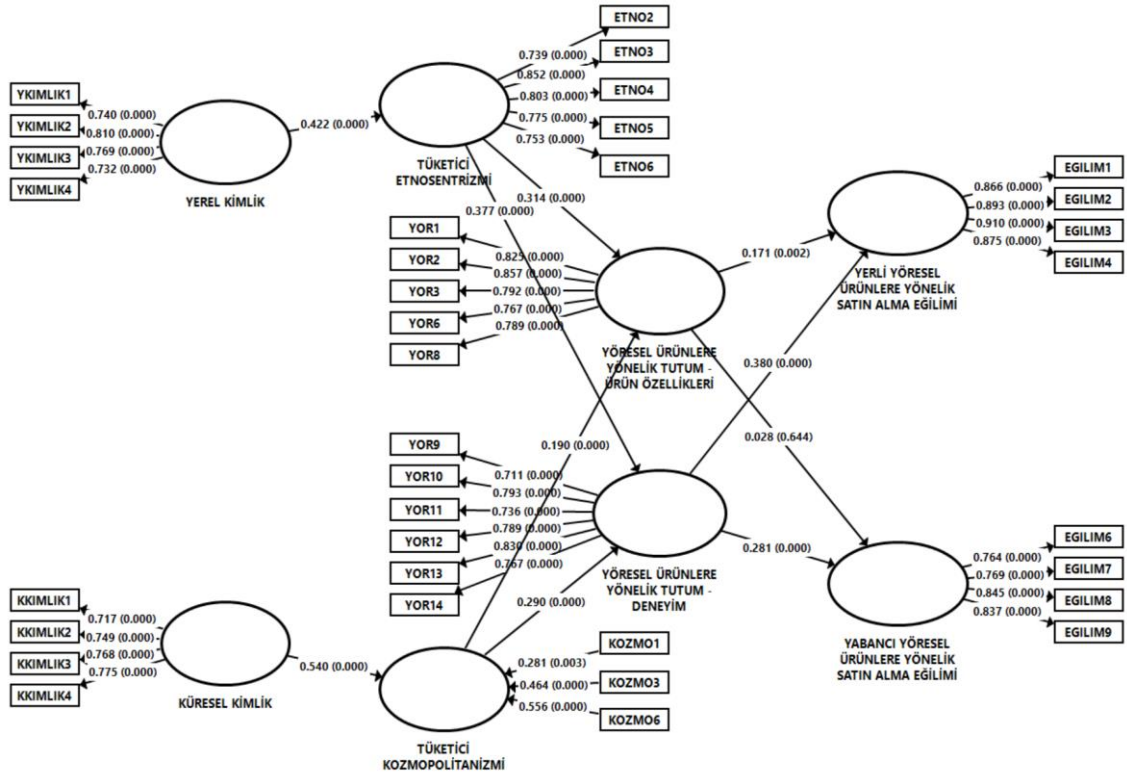 ETNO2
0.739 (0.000)
ETNO3
0.852 (0.000)
ETNO4
0.803 (0.000)
ETNO5
0.775 (0.000)
ETNO6
0.753 (0.000)
YKIMLIK1
0.740 (0.000)
YKIMLIK2
0.810 (0.000)
YKIMLIK3
0.769 (0.000)
YKIMLIK4
0.732 (0.000)
0.422 (0.000)
YEREL KİMLİK
TÜKETİCİ
ETNOSENTRİZMİ
0.314 (0.000)
0.377 (0.000)
YOR1
0.825 (0.000)
YOR2
0.857 (0.000)
YOR3
0.792 (0.000)
YOR6
0.767 (0.000)
YOR8
0.789 (0.000)
YÖRESEL ÜRÜNLERE
YÖNELİK TUTUM -
ÜRÜN ÖZELLİKLERİ
0.171 (0.002)
EGILIM1
0.866 (0.000)
EGILIM2
0.893 (0.000)
EGILIM3
0.910 (0.000)
EGILIM4
0.875 (0.000)
YERLİ YÖRESEL
ÜRÜNLERE YÖNELİK
SATIN ALMA EĞİLİMİ
0.380 (0.000)
0.028 (0.644)
0.190 (0.000)
YOR9
0.711 (0.000)
YOR10
0.793 (0.000)
YOR11
0.736 (0.000)
YOR12
0.789 (0.000)
YOR13
0.830 (0.000)
YOR14
0.767 (0.000)
YÖRESEL ÜRÜNLERE
YÖNELİK TUTUM -
DENEYİM
0.281 (0.000)
0.290 (0.000)
EGILIM6
0.764 (0.000)
EGILIM7
0.769 (0.000)
EGILIM8
0.845 (0.000)
EGILIM9
0.837 (0.000)
YABANCI YÖRESEL
ÜRÜNLERE YÖNELİK
SATIN ALMA EĞİLİMİ
KKIMLIK1
0.717 (0.000)
KKIMLIK2
0.749 (0.000)
KKIMLIK3
0.768 (0.000)
KKIMLIK4
0.775 (0.000)
KÜRESEL KİMLİK
0.540 (0.000)
KOZMO1
0.281 (0.003)
KOZMO3
0.464 (0.000)
KOZMO6
0.556 (0.000)
TÜKETİCİ
KOZMOPOLİTANİZMİ